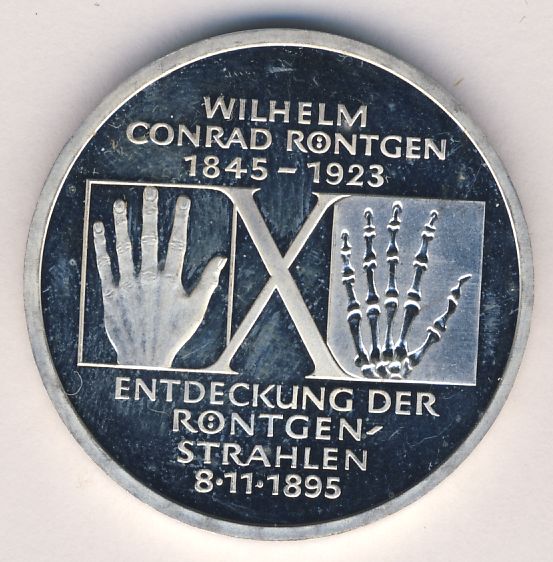 WILHELM
CONRAD RÖNTGEN
1845 – 1923
X
ENTDECKUNG DER
RÖNTGEN-
STRAHLEN
8·11·1895